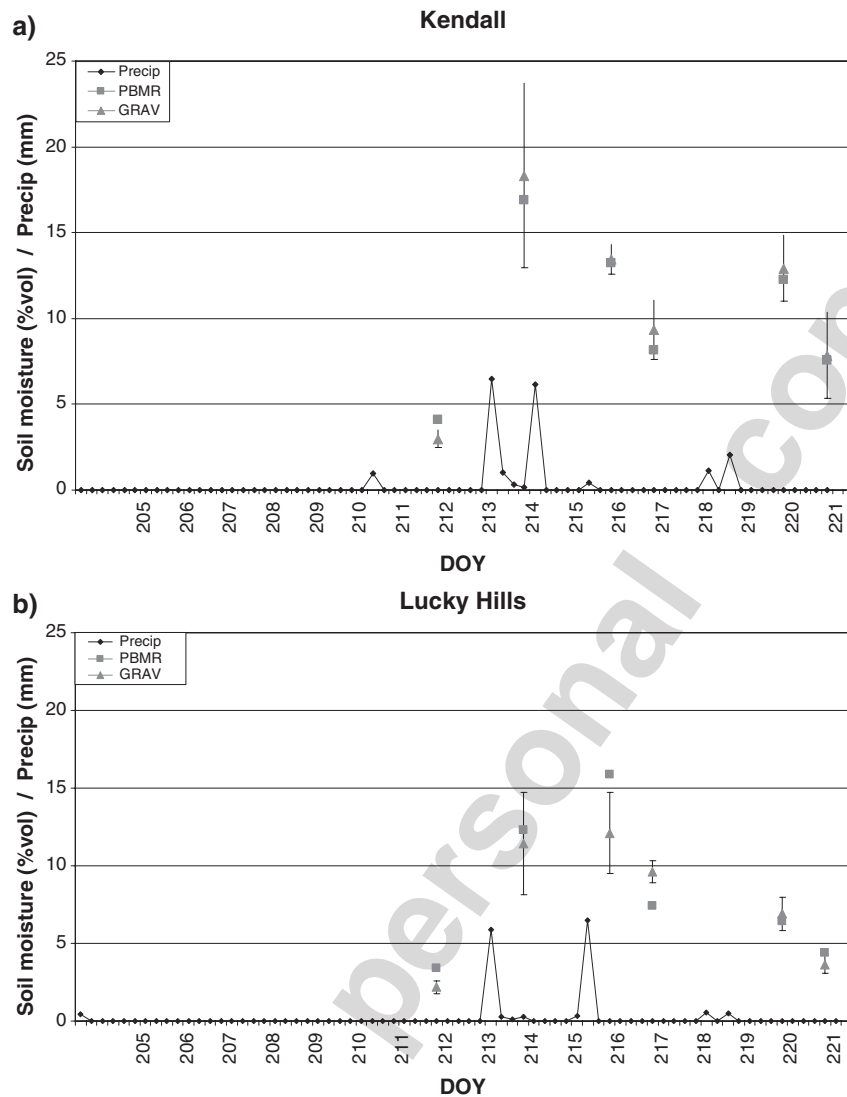 a)
Kendall
Precip
PBMR
GRAV
25
20
15
10
5
0
Soil moisture (%vol) / Precip (mm)
205 206 207 208 209 210 211 212 213 214 215 216 217 218 219 220 221
DOY
b)
Lucky Hills
Precip
PBMR
GRAV
25
20
15
10
5
0
Soil moisture (%vol) / Precip (mm)
205 206 207 208 209 210 211 212 213 214 215 216 217 218 219 220 221
DOY
personal